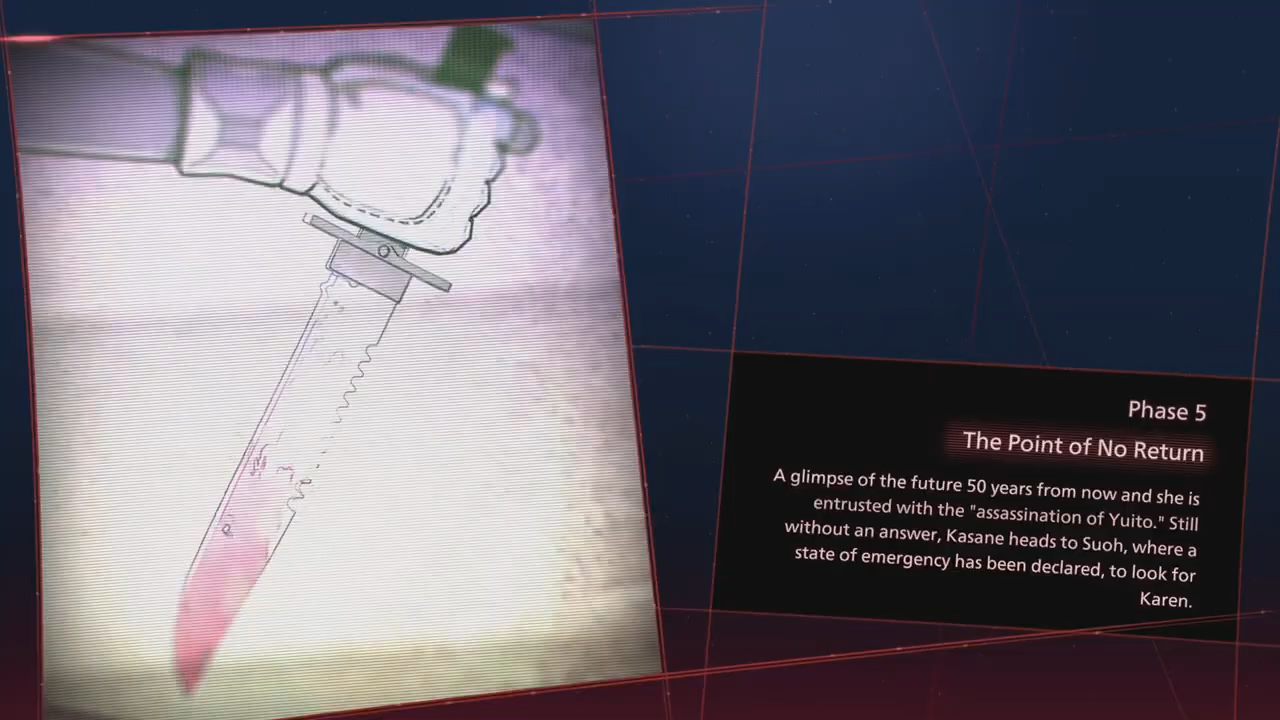 Phase 5
The Point of No Return
A glimpse of the future 50 years from now and she is
entrusted with the "assassination of Yuito." Still
without an answer, Kasane heads to Suoh, where a
state of emergency has been declared, to look for
Karen.